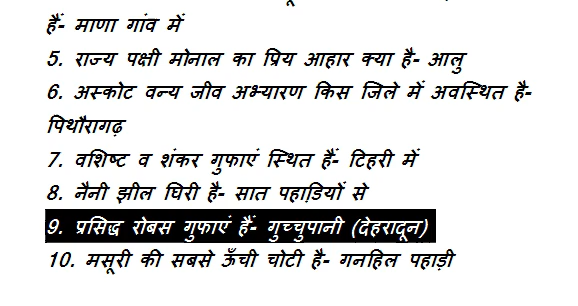 हैं- माणा गांव में
5. राज्य पक्षी मोनाल का प्रिय आहार क्या है- आलु
6. अस्कोट वन्य जीव अभ्यारण किस जिले में अवस्थित है-
पिथौरागढ़
7. वशिष्ट व शंकर गुफाएं स्थित हैं- टिहरी में
8. नैनी झील घिरी है- सात पहाडि़यों से
9. प्रसिद्ध रोबस गुफाएं हैं- गुच्चुपानी (देहरादून)
10. मसूरी की सबसे ऊँची चोटी है- गनहिल पहाड़ी